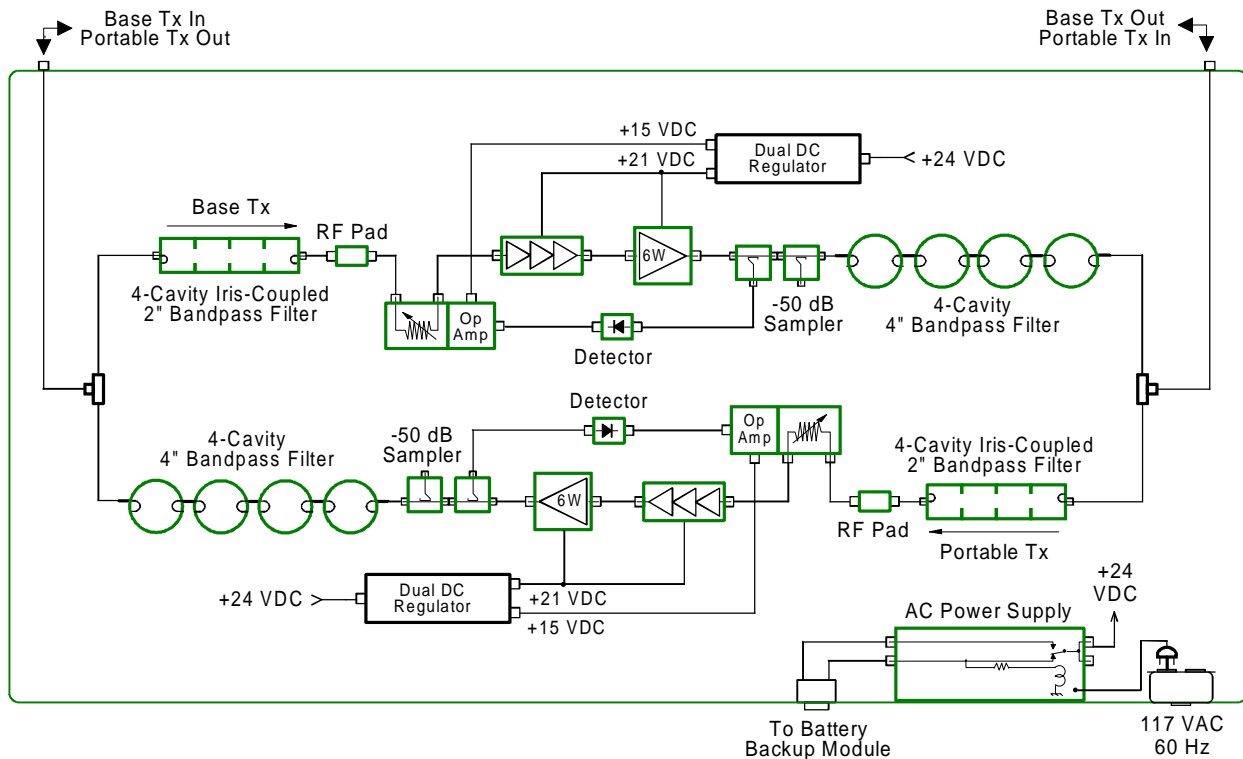 Base Tx In
Portable Tx Out
Base Tx Out
Portable Tx In
+15 VDC
+21 VDC
Dual DC
Regulator
+24 VDC
Base Tx
RF Pad
4-Cavity Iris-Coupled
2" Bandpass Filter
Op
Amp
6W
-50 dB
Sampler
Detector
4-Cavity
4" Bandpass Filter
4-Cavity
4" Bandpass Filter
-50 dB
Sampler
Detector
Op
Amp
4-Cavity Iris-Coupled
2" Bandpass Filter
6W
RF Pad
Portable Tx
+24 VDC
Dual DC
Regulator
+21 VDC
+15 VDC
AC Power Supply
+24
VDC
To Battery
Backup Module
117 VAC
60 Hz